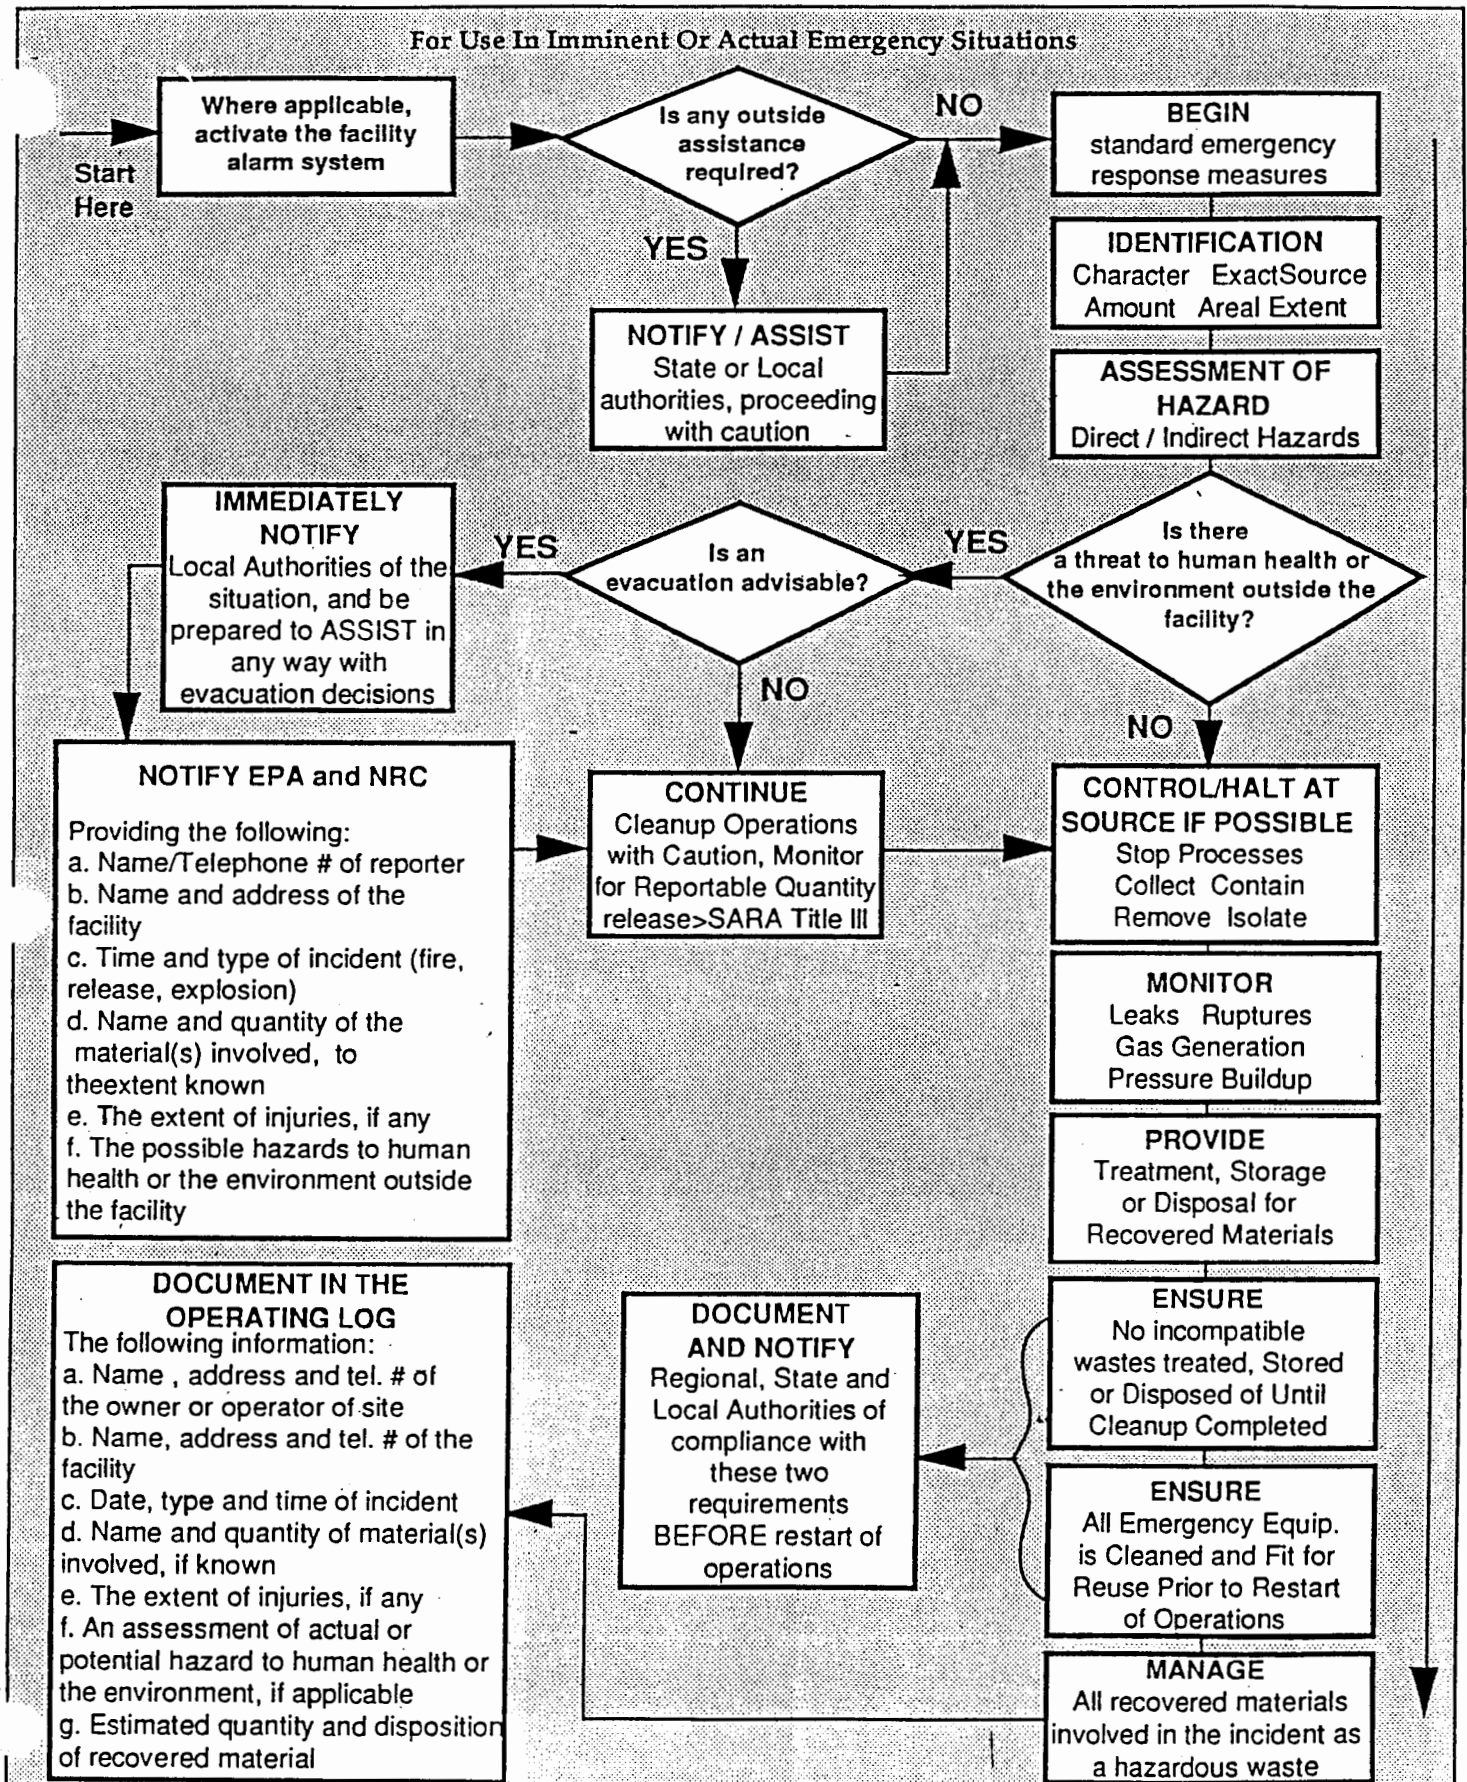 For Use In Imminent Or Actual Emergency Situations
Start
Here
Where applicable,
activate the facility
alarm system
Is any outside
assistance
required?
NO
YES
NOTIFY / ASSIST
State or Local
authorities, proceeding
with caution
BEGIN
standard emergency
response measures
IDENTIFICATION
Character ExactSource
Amount Areal Extent
ASSESSMENT OF
HAZARD
Direct / Indirect Hazards
Is there
a threat to human health or
the environment outside the
facility?
YES
NO
Is an
evacuation advisable?
YES
NO
IMMEDIATELY
NOTIFY
Local Authorities of the
situation, and be
prepared to ASSIST in
any way with
evacuation decisions
NOTIFY EPA and NRC
Providing the following:
a. Name/Telephone # of reporter
b. Name and address of the
facility
c. Time and type of incident (fire,
release, explosion)
d. Name and quantity of the
material(s) involved, to
theextent known
e. The extent of injuries, if any
f. The possible hazards to human
health or the environment outside
the facility
CONTINUE
Cleanup Operations
with Caution, Monitor
for Reportable Quantity
release>SARA Title III
CONTROL/HALT AT
SOURCE IF POSSIBLE
Stop Processes
Collect Contain
Remove Isolate
MONITOR
Leaks Ruptures
Gas Generation
Pressure Buildup
PROVIDE
Treatment, Storage
or Disposal for
Recovered Materials
ENSURE
No incompatible
wastes treated, Stored
or Disposed of Until
Cleanup Completed
ENSURE
All Emergency Equip.
is Cleaned and Fit for
Reuse Prior to Restart
of Operations
DOCUMENT
AND NOTIFY
Regional, State and
Local Authorities of
compliance with
these two
requirements
BEFORE restart of
operations
MANAGE
All recovered materials
involved in the incident as
a hazardous waste
DOCUMENT IN THE
OPERATING LOG
The following information:
a. Name , address and tel. # of
the owner or operator of site
b. Name, address and tel. # of the
facility
c. Date, type and time of incident
d. Name and quantity of material(s)
involved, if known
e. The extent of injuries, if any
f. An assessment of actual or
potential hazard to human health or
the environment, if applicable
g. Estimated quantity and disposition
of recovered material